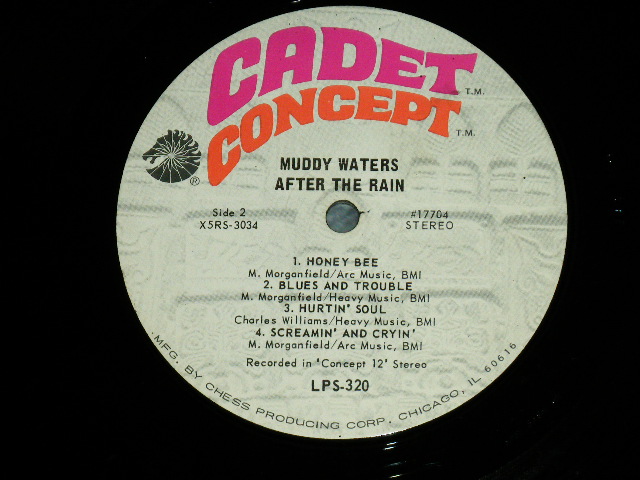 CADET
T.M.
CONCEPT
T.M.
®
MUDDY WATERS
AFTER THE RAIN
Side 2
X5RS-3034
#17704
STEREO
1. HONEY BEE
M. Morganfield/Arc Music, BMI
2. BLUES AND TROUBLE
M. Morganfield/Heavy Music, BMI
3. HURTIN' SOUL
Charles Williams/Heavy Music, BMI
4. SCREAMIN' AND CRYIN'
M. Morganfield/Arc Music, BMI
Recorded in 'Concept 12' Stereo
LPS-320
MFG. BY CHESS PRODUCING CORP. CHICAGO, IL 60616